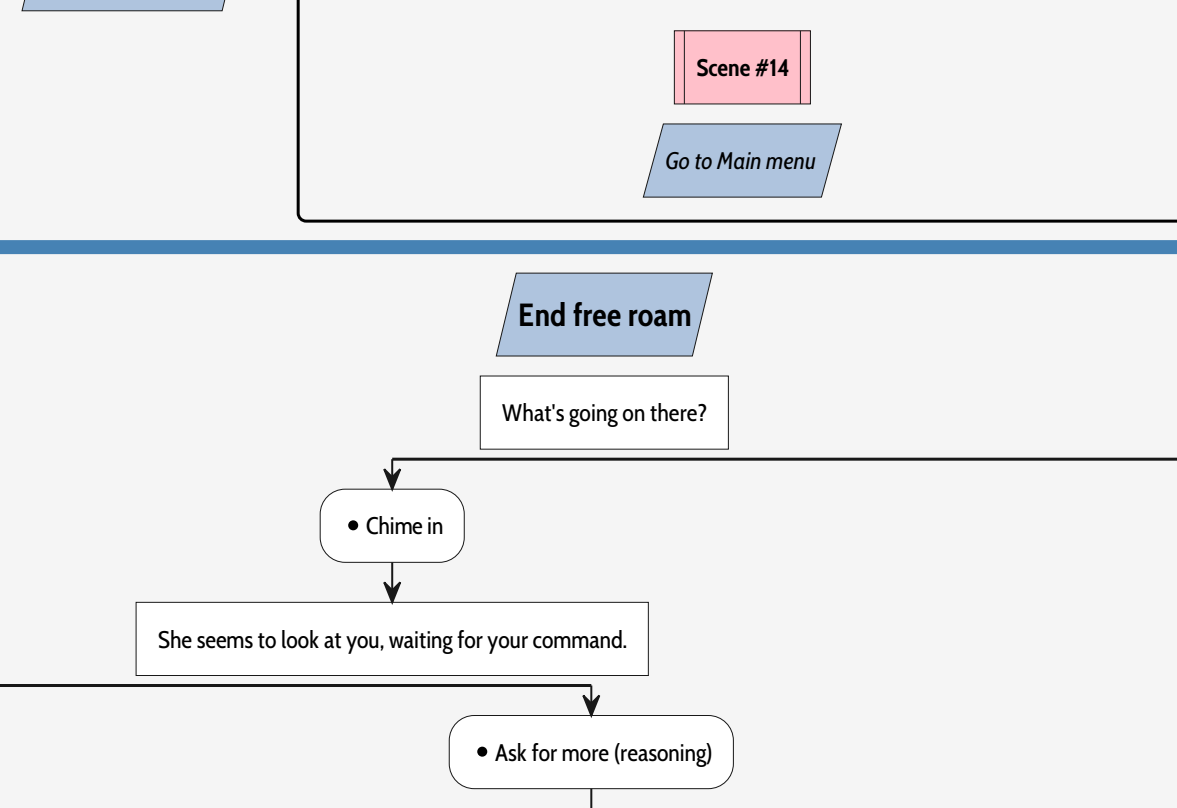 Scene #14
Go to Main menu
End free roam
What's going on there?
• Chime in
She seems to look at you, waiting for your command.
• Ask for more (reasoning)